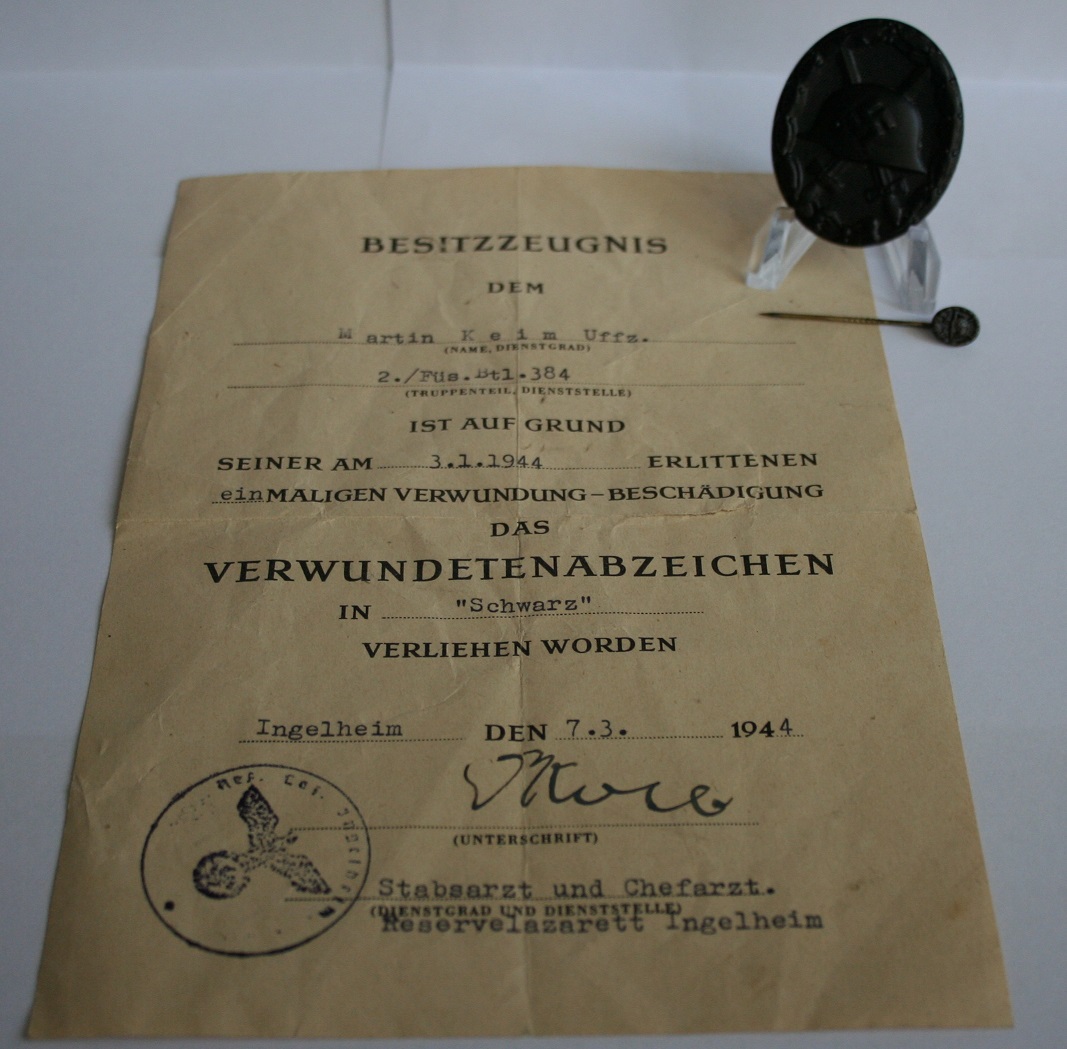 BESITZZEUGNIS
DEM
Martin Keim Uffz.
(NAME, DIENSTGRAD)
2./Füs.Btl.384
(TRUPPENTEIL, DIENSTSTELLE)
IST AUF GRUND
SEINER AM 3.1.1944 ERLITTENEN
einMALIGEN VERWUNDUNG – BESCHÄDIGUNG
DAS
VERWUNDETENABZEICHEN
IN "Schwarz"
VERLIEHEN WORDEN
Ingelheim DEN 7.3. 1944
(UNTERSCHRIFT)
Stabsarzt und Chefarzt.
(DIENSTGRAD UND DIENSTSTELLE)
Reservelazarett Ingelheim